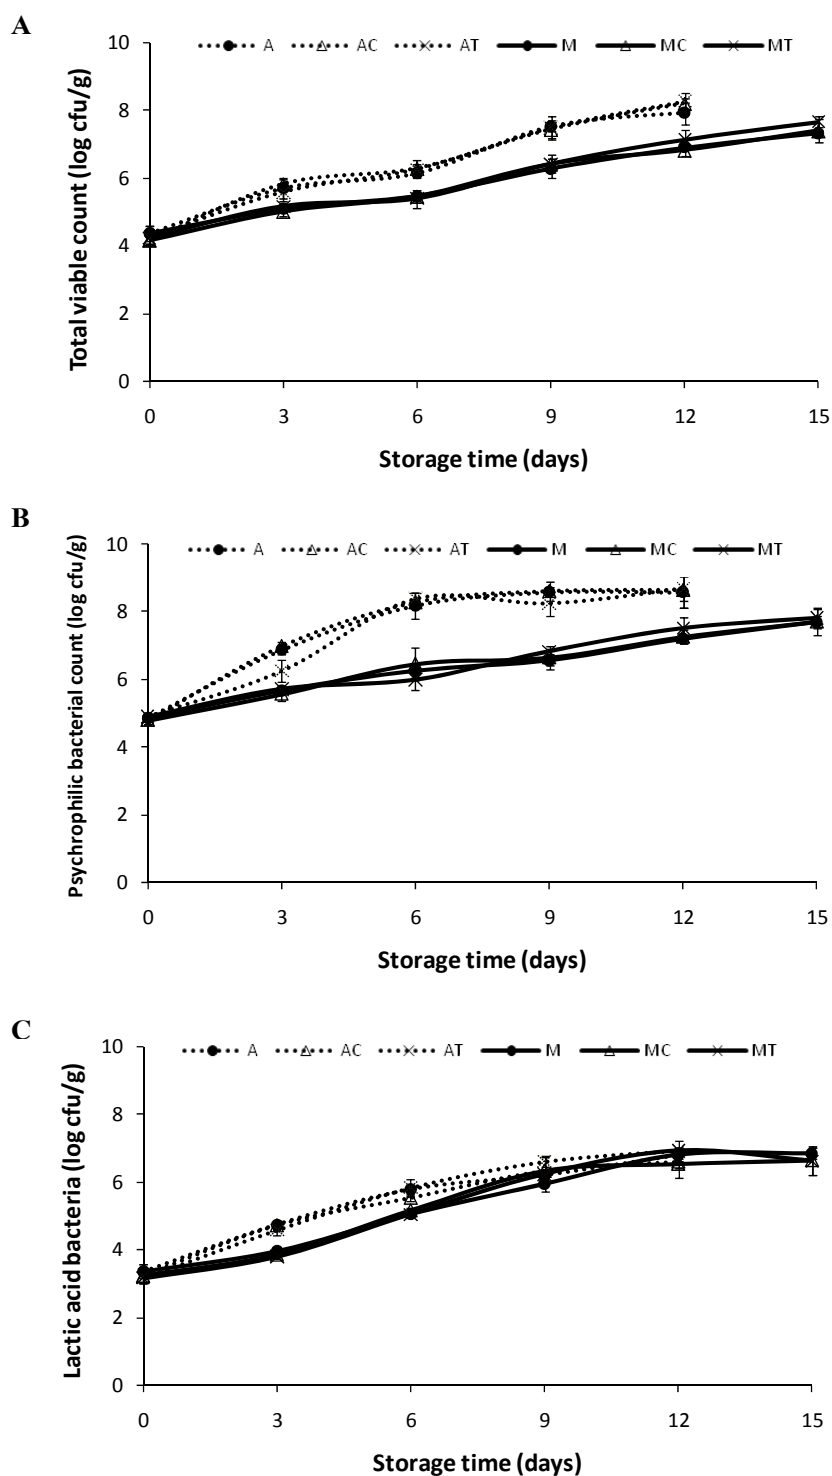 A
A AC AT M MC MT
Total viable count (log cfu/g)
10
8
6
4
2
0
0 3 6 9 12 15
Storage time (days)
B
A AC AT M MC MT
Psychrophilic bacterial count (log cfu/g)
10
8
6
4
2
0
0 3 6 9 12 15
Storage time (days)
C
A AC AT M MC MT
Lactic acid bacteria (log cfu/g)
10
8
6
4
2
0
0 3 6 9 12 15
Storage time (days)